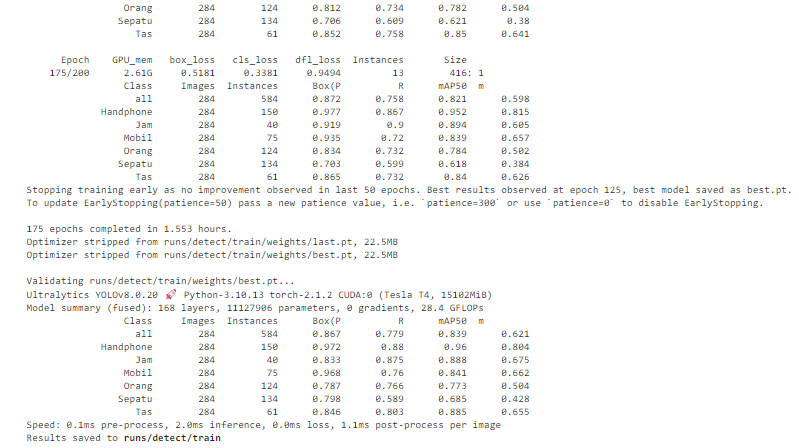 Orang 284 124 0.812 0.734 0.782 0.504
Sepatu 284 134 0.706 0.609 0.621 0.38
Tas 284 61 0.852 0.758 0.85 0.641
Epoch GPU_mem box_loss cls_loss dfl_loss Instances Size
175/200 2.61G 0.5181 0.3381 0.9494 13 416: 1
Class Images Instances Box(P R mAP50 m
all 284 584 0.872 0.758 0.821 0.598
Handphone 284 150 0.977 0.867 0.952 0.815
Jam 284 40 0.919 0.9 0.894 0.605
Mobil 284 75 0.935 0.72 0.839 0.657
Orang 284 124 0.834 0.732 0.784 0.502
Sepatu 284 134 0.703 0.599 0.618 0.384
Tas 284 61 0.865 0.732 0.84 0.626
Stopping training early as no improvement observed in last 50 epochs. Best results observed at epoch 125, best model saved as best.pt.
To update EarlyStopping(patience=50) pass a new patience value, i.e. `patience=300` or use `patience=0` to disable EarlyStopping.
175 epochs completed in 1.553 hours.
Optimizer stripped from runs/detect/train/weights/last.pt, 22.5MB
Optimizer stripped from runs/detect/train/weights/best.pt, 22.5MB
Validating runs/detect/train/weights/best.pt...
Ultralytics YOLOv8.0.20 🚀 Python-3.10.13 torch-2.1.2 CUDA:0 (Tesla T4, 15102MiB)
Model summary (fused): 168 layers, 11127906 parameters, 0 gradients, 28.4 GFLOPs
Class Images Instances Box(P R mAP50 m
all 284 584 0.867 0.779 0.839 0.621
Handphone 284 150 0.972 0.88 0.96 0.804
Jam 284 40 0.833 0.875 0.888 0.675
Mobil 284 75 0.968 0.76 0.841 0.662
Orang 284 124 0.787 0.766 0.773 0.504
Sepatu 284 134 0.798 0.589 0.685 0.428
Tas 284 61 0.846 0.803 0.885 0.655
Speed: 0.1ms pre-process, 2.0ms inference, 0.0ms loss, 1.1ms post-process per image
Results saved to runs/detect/train